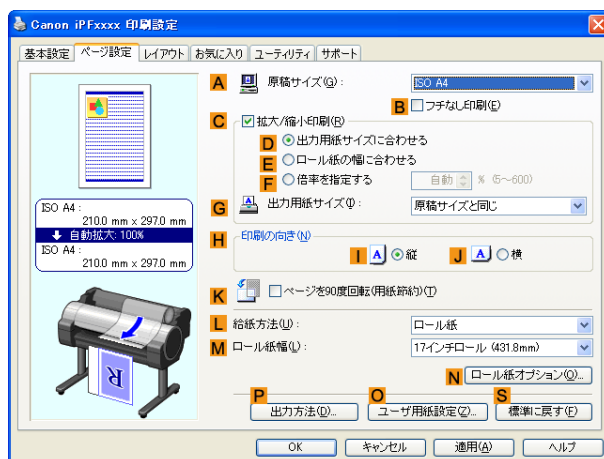 Canon iPFxxxx 印刷設定
基本設定 ページ設定 レイアウト お気に入り ユーティリティ サポート
A 原稿サイズ(G): ISO A4
B フチなし印刷(E)
C 拡大/縮小印刷(R)
D 出力用紙サイズに合わせる
E ロール紙の幅に合わせる
F 倍率を指定する 自動 % (5～600)
G 出力用紙サイズ(I): 原稿サイズと同じ
ISO A4 :
210.0 mm x 297.0 mm
自動拡大: 100%
ISO A4 :
210.0 mm x 297.0 mm
H 印刷の向き(N)
I A 縦 J A 横
K ページを90度回転(用紙節約)(T)
L 給紙方法(U): ロール紙
M ロール紙幅(L): 17インチロール (431.8mm)
R
N ロール紙オプション(Q)...
P O S
出力方法(D)... ユーザ用紙設定(Z)... 標準に戻す(F)
OK キャンセル 適用(A) ヘルプ